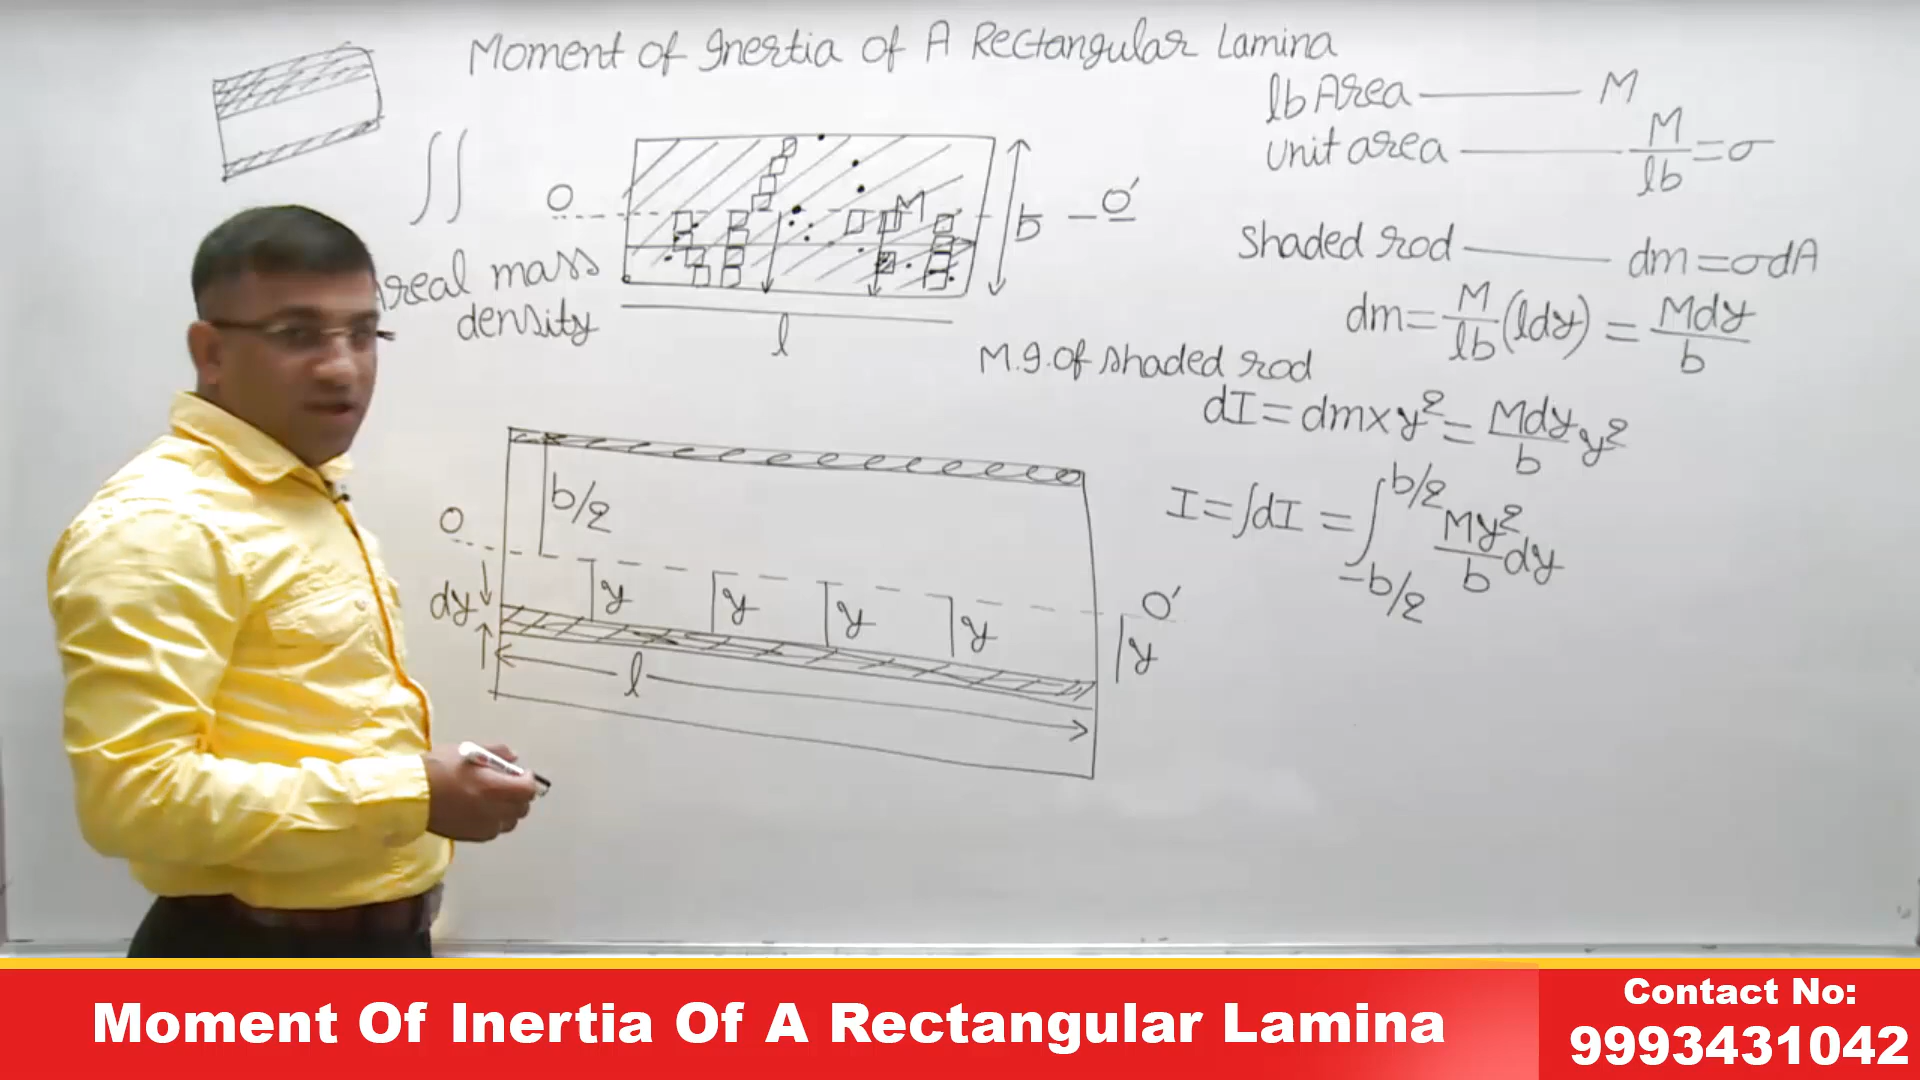 Moment of Inertia of A Rectangular Lamina
lb Area ——— M
unit area ——— M/lb = σ
∬
O
M
b
O′
areal mass
density
l
shaded rod ——— dm = σdA
dm = M/lb (ldy) = Mdy/b
M.I. of shaded rod
dI = dm x y² = Mdy/b y²
I = ∫dI = ∫_{-b/2}^{b/2} My²/b dy
b/2
O
dy
y
y
y
y
O′
y
l
Moment Of Inertia Of A Rectangular Lamina
Contact No:
9993431042